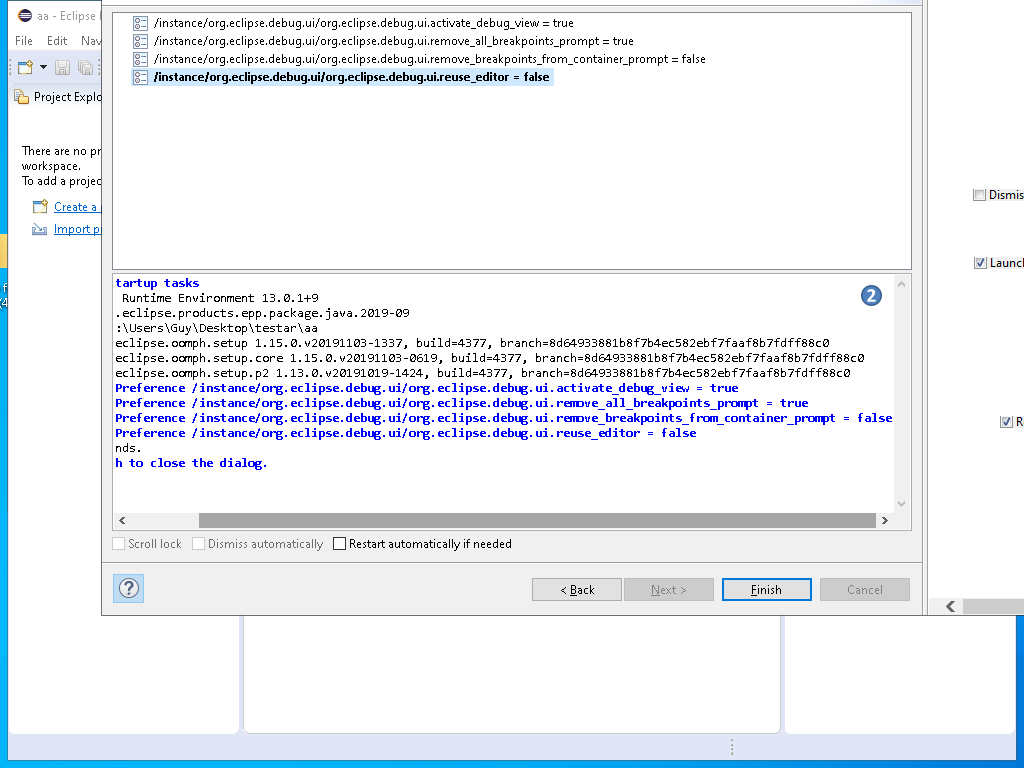 aa - Eclipse
File Edit Nav
Project Explo
There are no pr
workspace.
To add a projec
Create a
Import pr
/instance/org.eclipse.debug.ui/org.eclipse.debug.ui.activate_debug_view = true
/instance/org.eclipse.debug.ui/org.eclipse.debug.ui.remove_all_breakpoints_prompt = true
/instance/org.eclipse.debug.ui/org.eclipse.debug.ui.remove_breakpoints_from_container_prompt = false
/instance/org.eclipse.debug.ui/org.eclipse.debug.ui.reuse_editor = false
tartup tasks
Runtime Environment 13.0.1+9
.eclipse.products.epp.package.java.2019-09
:\Users\Guy\Desktop\testar\aa
eclipse.oomph.setup 1.15.0.v20191103-1337, build=4377, branch=8d64933881b8f7b4ec582ebf7faaf8b7fdff88c0
eclipse.oomph.setup.core 1.15.0.v20191103-0619, build=4377, branch=8d64933881b8f7b4ec582ebf7faaf8b7fdff88c0
eclipse.oomph.setup.p2 1.13.0.v20191019-1424, build=4377, branch=8d64933881b8f7b4ec582ebf7faaf8b7fdff88c0
Preference /instance/org.eclipse.debug.ui/org.eclipse.debug.ui.activate_debug_view = true
Preference /instance/org.eclipse.debug.ui/org.eclipse.debug.ui.remove_all_breakpoints_prompt = true
Preference /instance/org.eclipse.debug.ui/org.eclipse.debug.ui.remove_breakpoints_from_container_prompt = false
Preference /instance/org.eclipse.debug.ui/org.eclipse.debug.ui.reuse_editor = false
nds.
h to close the dialog.
2
Scroll lock Dismiss automatically Restart automatically if needed
? < Back Next > Finish Cancel
Dismis
Launch
R